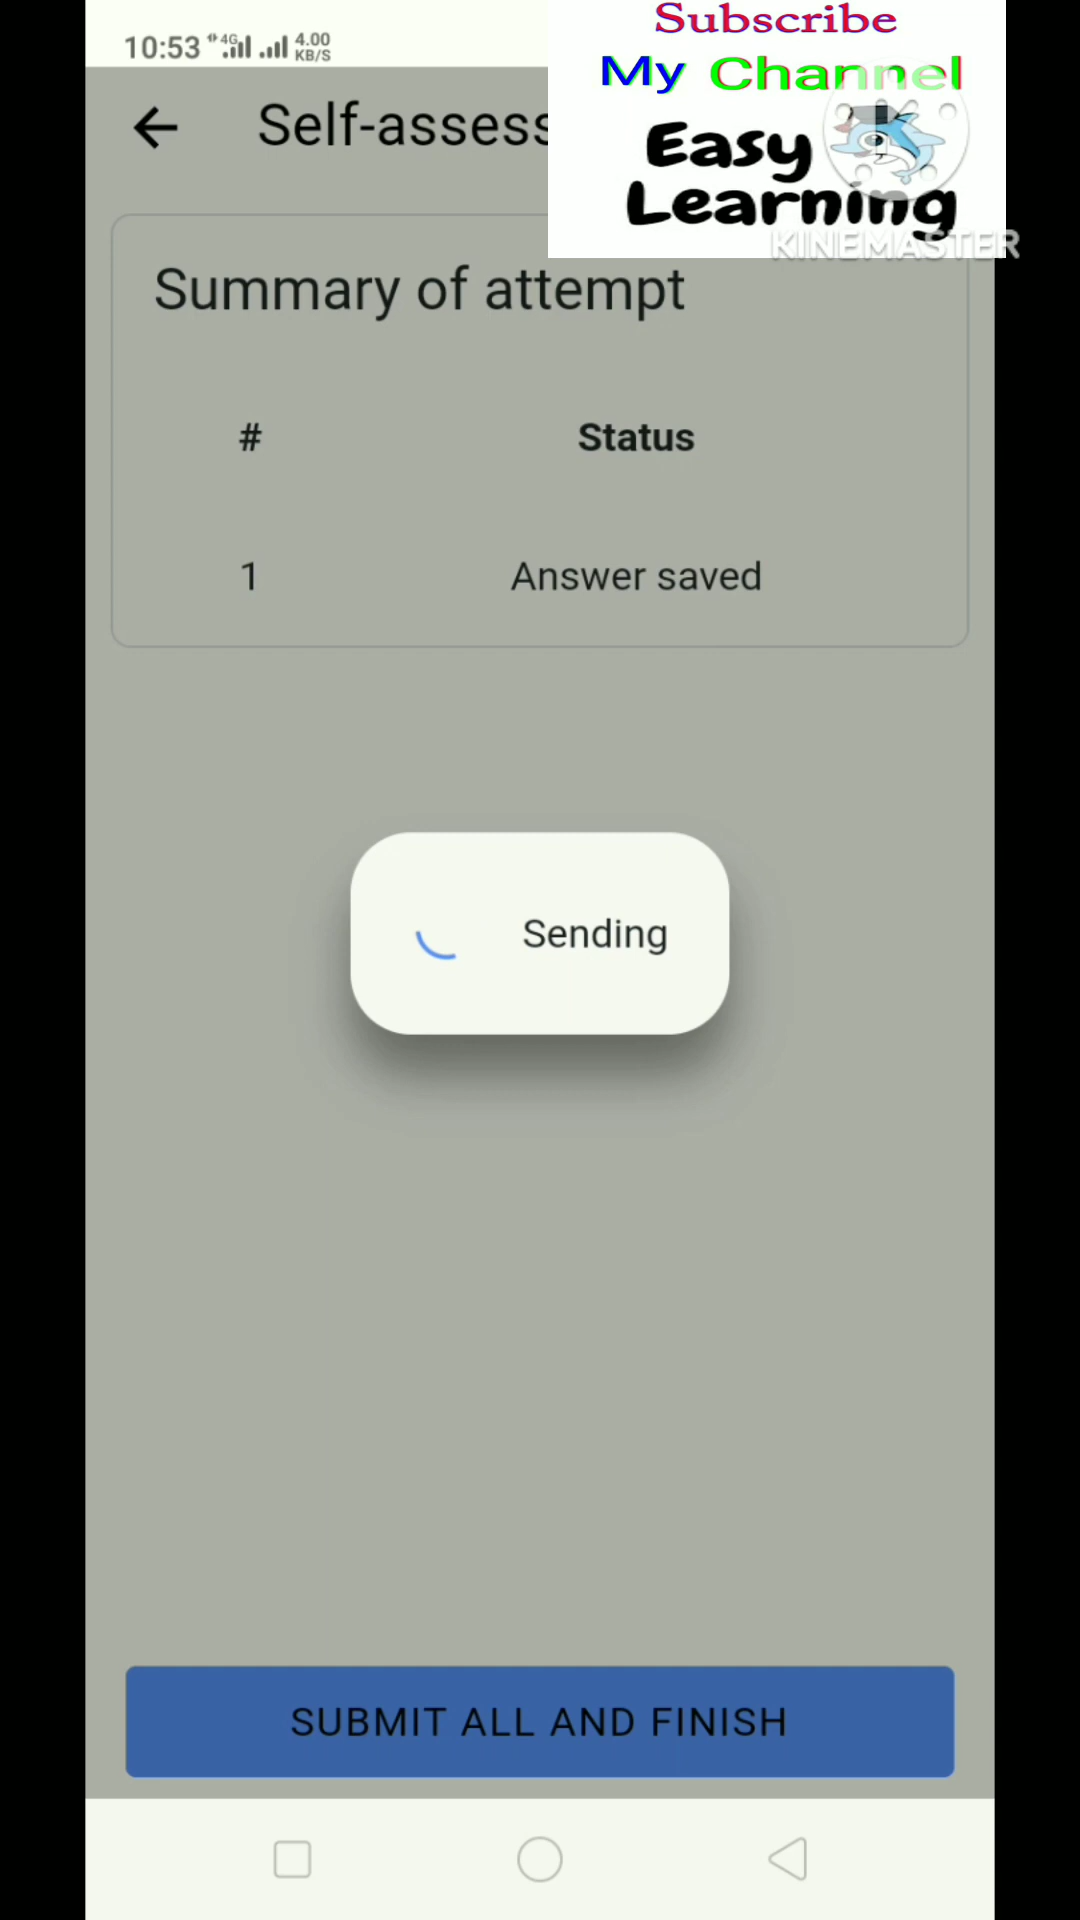 10:53 4G 4.00 KB/S
Subscribe
My Channel
Easy
Learning
KINEMASTER
Self-assess
Summary of attempt
# Status
1 Answer saved
Sending
SUBMIT ALL AND FINISH